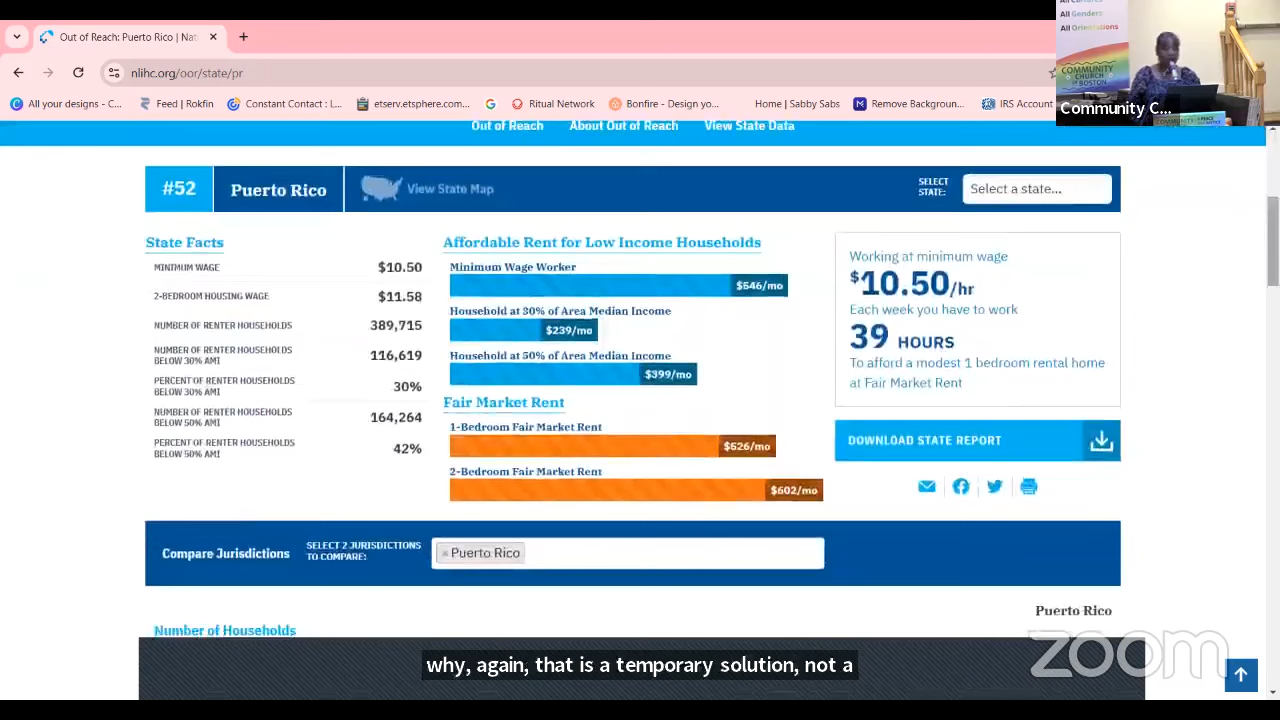 Out of Reach: Puerto Rico | Nat
nlihc.org/oor/state/pr
All your designs - C...
Feed | Rokfin
Constant Contact : L...
etserv.etsphere.com...
Ritual Network
Bonfire - Design yo...
Home | Sabby Sabs
Remove Backgroun...
IRS Account
All Genders
All Orientations
COMMUNITY
CHURCH
OF BOSTON
Community C...
Out of Reach
About Out of Reach
View State Data
#52
Puerto Rico
View State Map
SELECT
STATE:
Select a state...
State Facts
MINIMUM WAGE $10.50
2-BEDROOM HOUSING WAGE $11.58
NUMBER OF RENTER HOUSEHOLDS 389,715
NUMBER OF RENTER HOUSEHOLDS
BELOW 30% AMI 116,619
PERCENT OF RENTER HOUSEHOLDS
BELOW 30% AMI 30%
NUMBER OF RENTER HOUSEHOLDS
BELOW 50% AMI 164,264
PERCENT OF RENTER HOUSEHOLDS
BELOW 50% AMI 42%
Affordable Rent for Low Income Households
Minimum Wage Worker
$546/mo
Household at 30% of Area Median Income
$239/mo
Household at 50% of Area Median Income
$399/mo
Fair Market Rent
1-Bedroom Fair Market Rent
$526/mo
2-Bedroom Fair Market Rent
$602/mo
Working at minimum wage
$10.50/hr
Each week you have to work
39 HOURS
To afford a modest 1 bedroom rental home
at Fair Market Rent
DOWNLOAD STATE REPORT
Compare Jurisdictions
SELECT 2 JURISDICTIONS
TO COMPARE:
× Puerto Rico
Puerto Rico
Number of Households
why, again, that is a temporary solution, not a
zoom